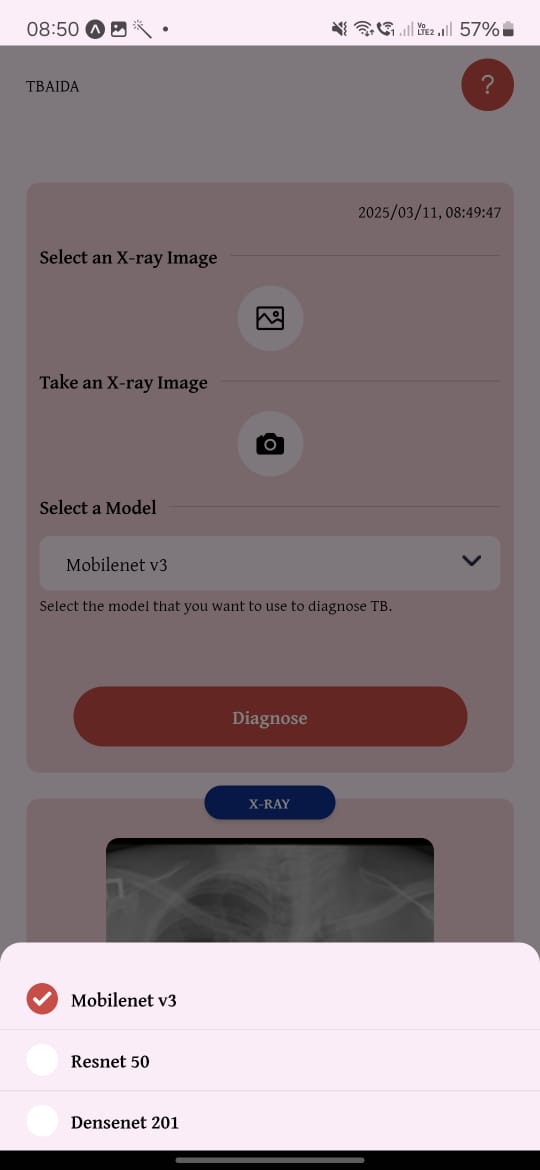 08:50
Vo
LTE2
57%
TBAIDA
?
2025/03/11, 08:49:47
Select an X-ray Image
Take an X-ray Image
Select a Model
Mobilenet v3
Select the model that you want to use to diagnose TB.
Diagnose
X-RAY
Mobilenet v3
Resnet 50
Densenet 201